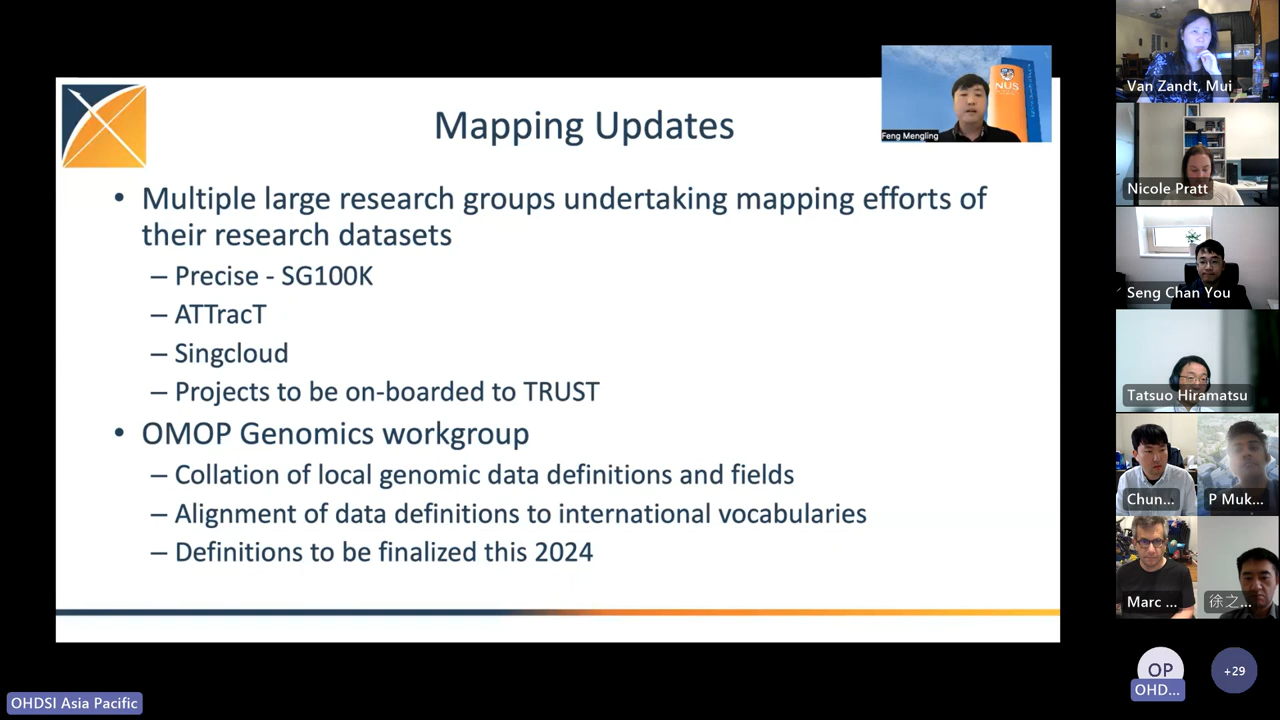 Mapping Updates
NUS
Feng Mengling
• Multiple large research groups undertaking mapping efforts of
their research datasets
– Precise - SG100K
– ATTracT
– Singcloud
– Projects to be on-boarded to TRUST
• OMOP Genomics workgroup
– Collation of local genomic data definitions and fields
– Alignment of data definitions to international vocabularies
– Definitions to be finalized this 2024
Van Zandt, Mui
Nicole Pratt
Seng Chan You
Tatsuo Hiramatsu
Chun...
P Muk...
Marc ...
徐之...
OP
OHD...
+29
OHDSI Asia Pacific